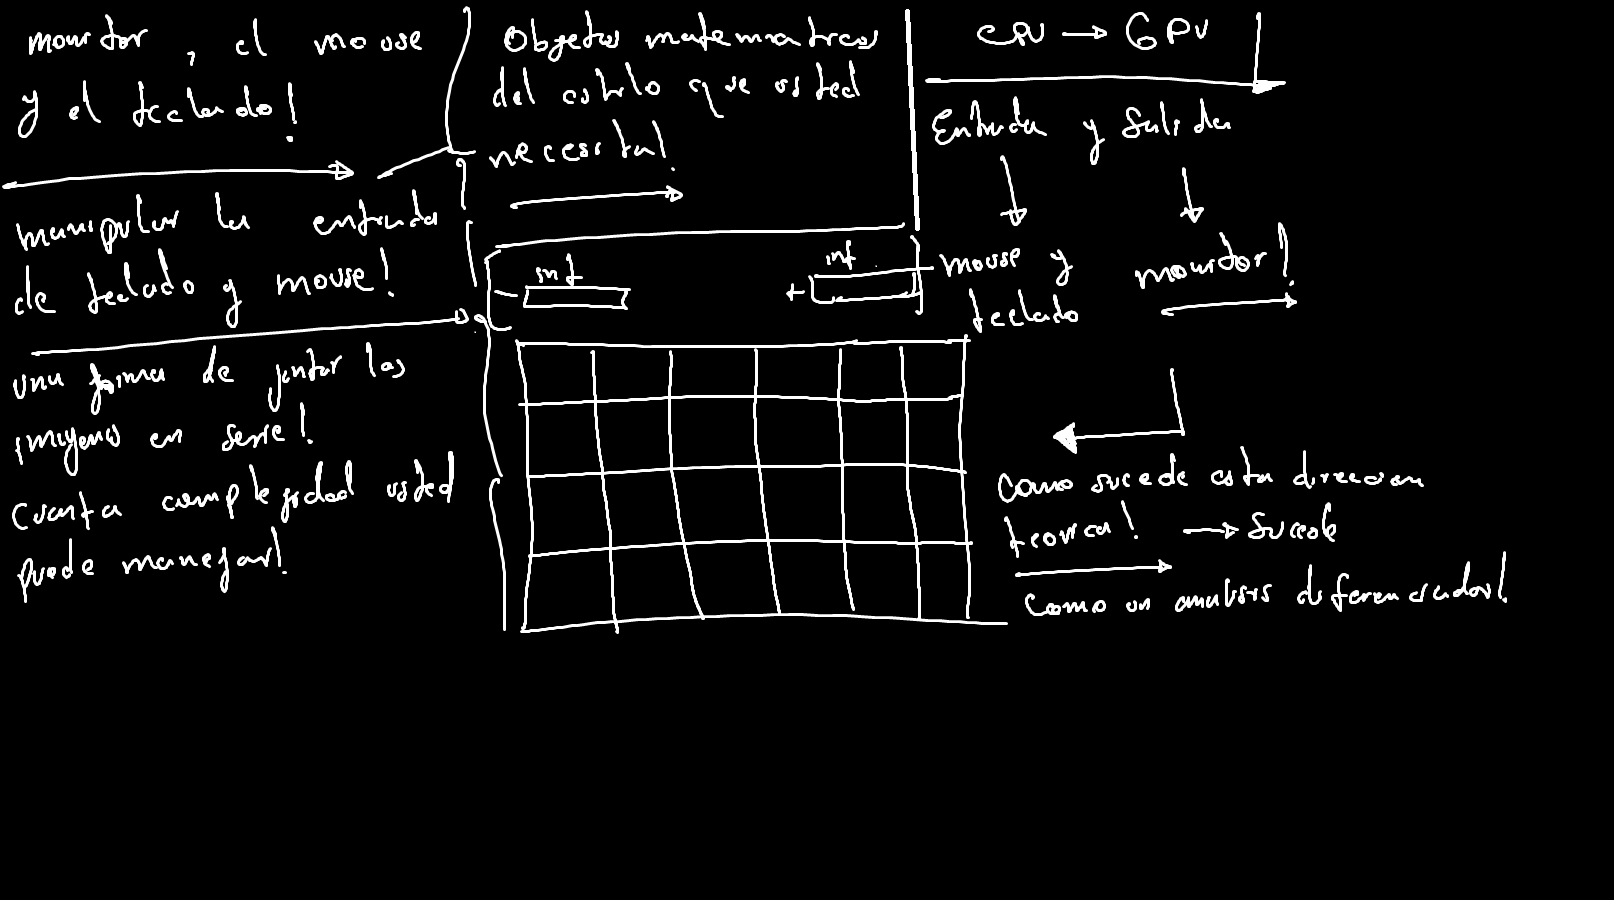 monitor, el mouse
y el teclado!
manipular la entrada
de teclado y mouse!
una forma de juntar las
imagenes en serie!
cuanta complejidad usted
puede manejar!
Objetos matematicos
del estilo que usted
necesita!
inf
inf
+
CPU → GPU
Entrada y Salida
mouse y
teclado
monitor!
Como sucede esta direccion
teorica! → Sucede
Como un analisis diferenciador!